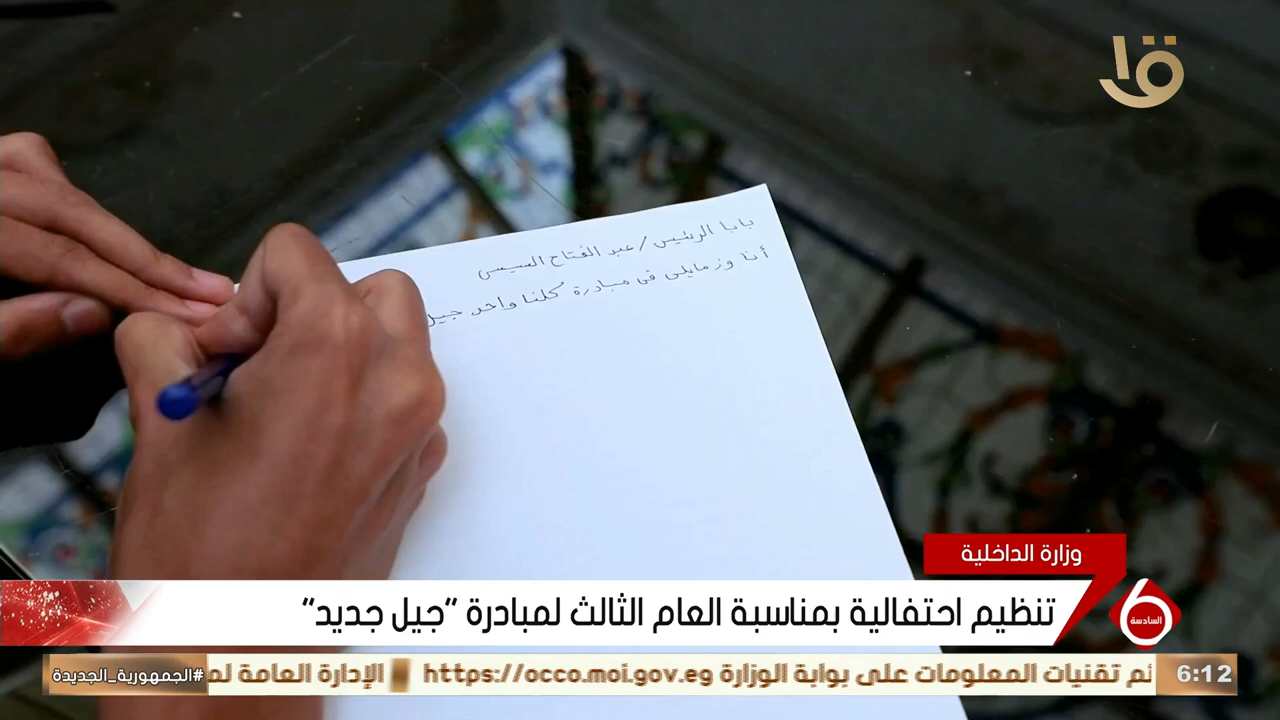 بابا الرئيس / عبد الفتاح السيسى
أنا وزمايلى فى مبادرة كلنا واحد جيل
وزارة الداخلية
تنظيم احتفالية بمناسبة العام الثالث لمبادرة “جيل جديد”
السادسة
6
6:12
تقنيات المعلومات على بوابة الوزارة https://occo.moi.gov.eg
الإدارة العامة
#الجمهورية_الجديدة